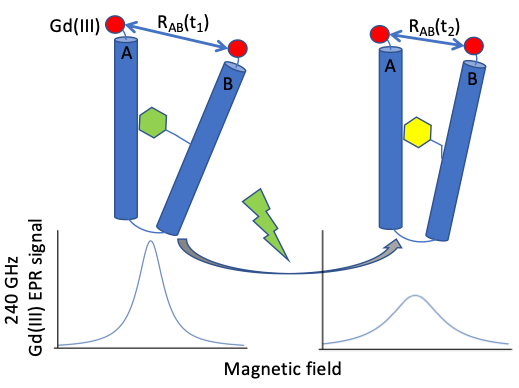 Gd(III)
R_AB(t_1)
A
B
R_AB(t_2)
A
B
240 GHz
Gd(III) EPR signal
Magnetic field